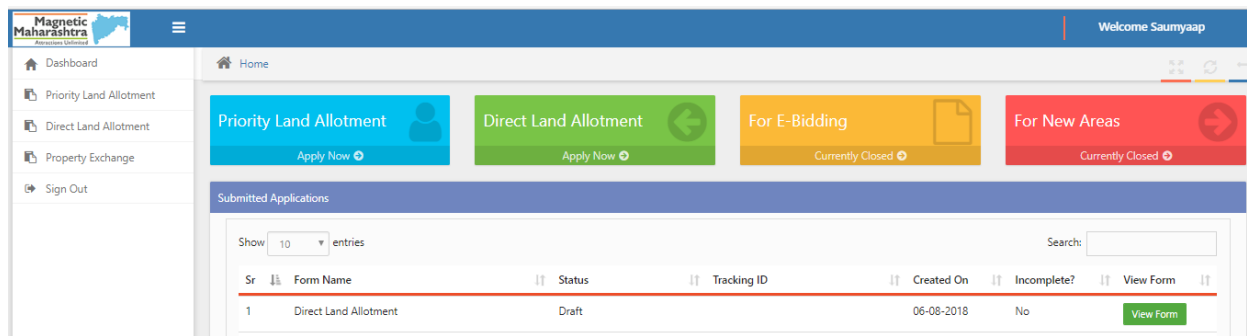 Magnetic
Maharashtra
Attractions Unlimited
Welcome Saumyaap
Dashboard
Priority Land Allotment
Direct Land Allotment
Property Exchange
Sign Out
Home
Priority Land Allotment
Apply Now
Direct Land Allotment
Apply Now
For E-Bidding
Currently Closed
For New Areas
Currently Closed
Submitted Applications
Show 10 entries
Search:
Sr Form Name Status Tracking ID Created On Incomplete? View Form
1 Direct Land Allotment Draft 06-08-2018 No View Form